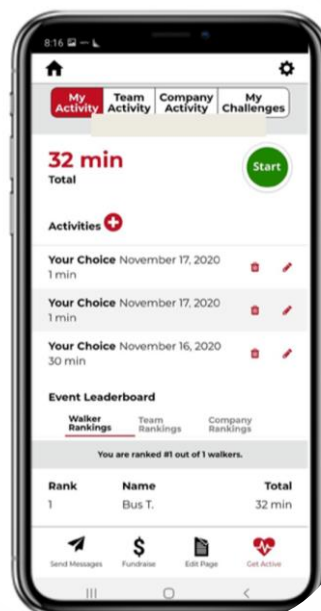 8:16
My Activity Team Activity Company Activity My Challenges
32 min
Total
Start
Activities
Your Choice November 17, 2020
1 min
Your Choice November 17, 2020
1 min
Your Choice November 16, 2020
30 min
Event Leaderboard
Walker Rankings Team Rankings Company Rankings
You are ranked #1 out of 1 walkers.
Rank Name Total
1 Bus T. 32 min
Send Messages Fundraise Edit Page Get Active